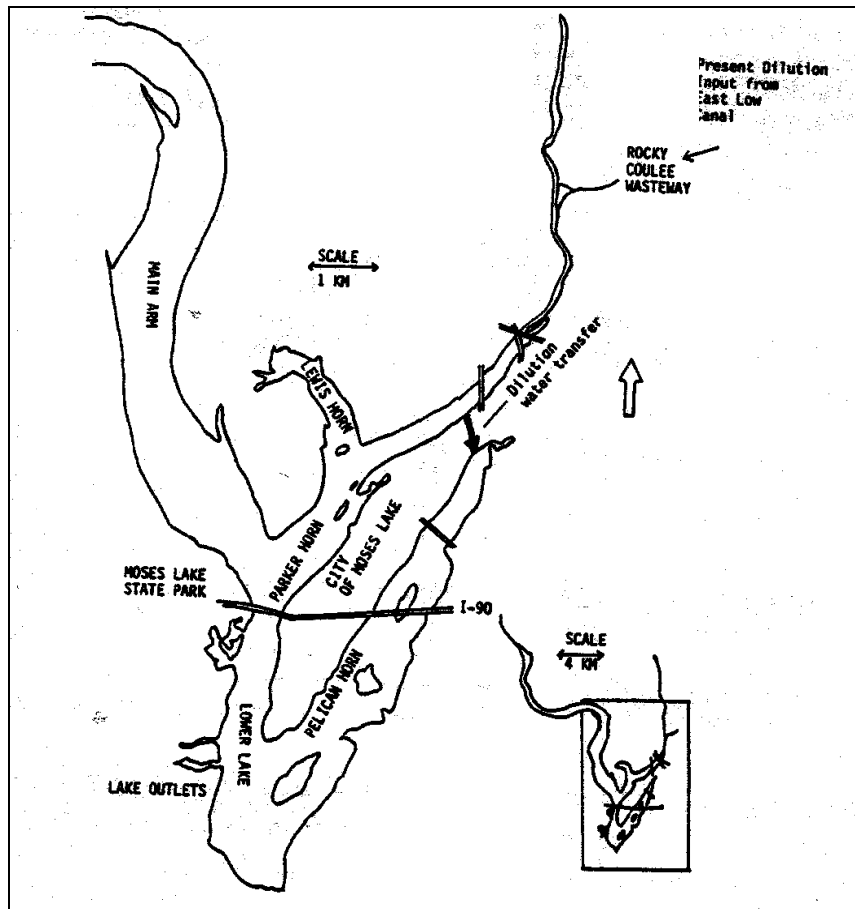 Present Dilution
Input from
East Low
Canal
ROCKY
COULEE
WASTEWAY
SCALE
1 KM
MAIN ARM
LEWIS HORN
Dilution
water transfer
PARKER HORN
CITY
OF MOSES LAKE
MOSES LAKE
STATE PARK
I-90
SCALE
4 KM
PELICAN HORN
LOWER LAKE
LAKE OUTLETS